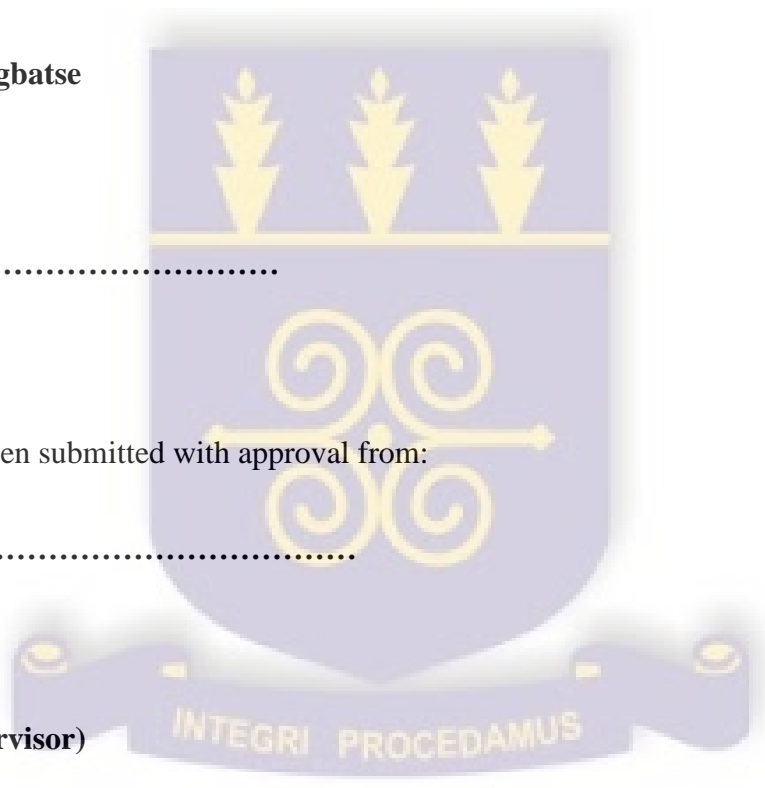 gbatse
…………………………
en submitted with approval from:
…………………………………
rvisor)
INTEGRI PROCEDAMUS